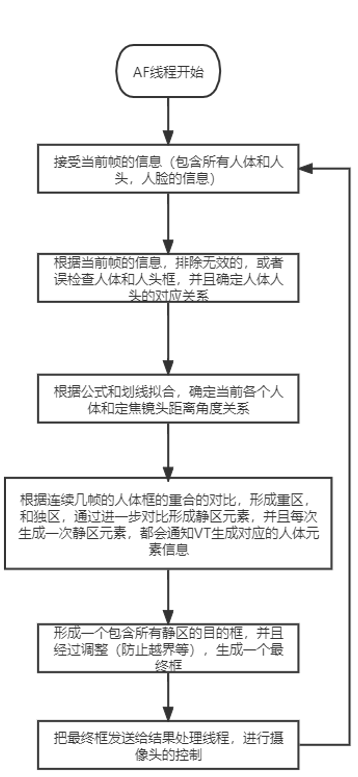 AF线程开始
接受当前帧的信息（包含所有人体和人
头，人脸的信息）
根据当前帧的信息，排除无效的，或者
误检查人体和人头框，并且确定人体人
头的对应关系
根据公式和划线拟合，确定当前各个人
体和定焦镜头距离角度关系
根据连续几帧的人体框的重合的对比，形成重区，
和独区，通过进一步对比形成静区元素，并且每次
生成一次静区元素，都会通知VT生成对应的人体元
素信息
形成一个包含所有静区的目的框，并且
经过调整（防止越界等），生成一个最
终框
把最终框发送给结果处理线程，进行摄
像头的控制